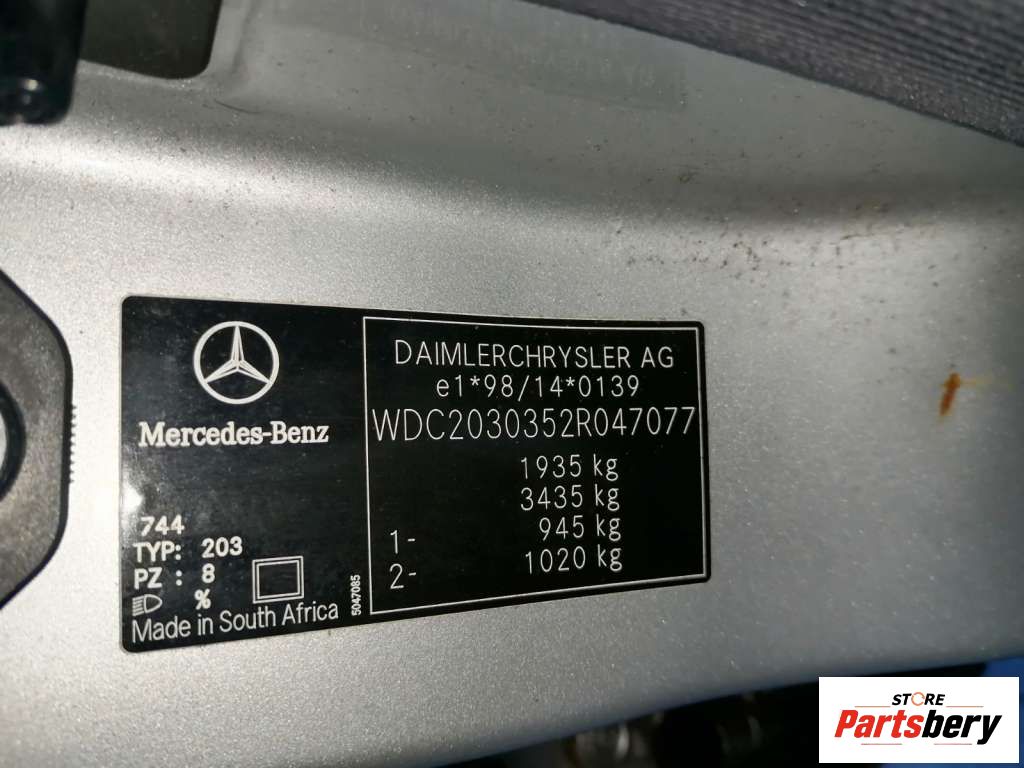 Mercedes-Benz
744
TYP: 203
PZ : 8
%
Made in South Africa
5047085
DAIMLERCHRYSLER AG
e1*98/14*0139
WDC2030352R047077
1935 kg
3435 kg
1- 945 kg
2- 1020 kg
STORE
Partsbery